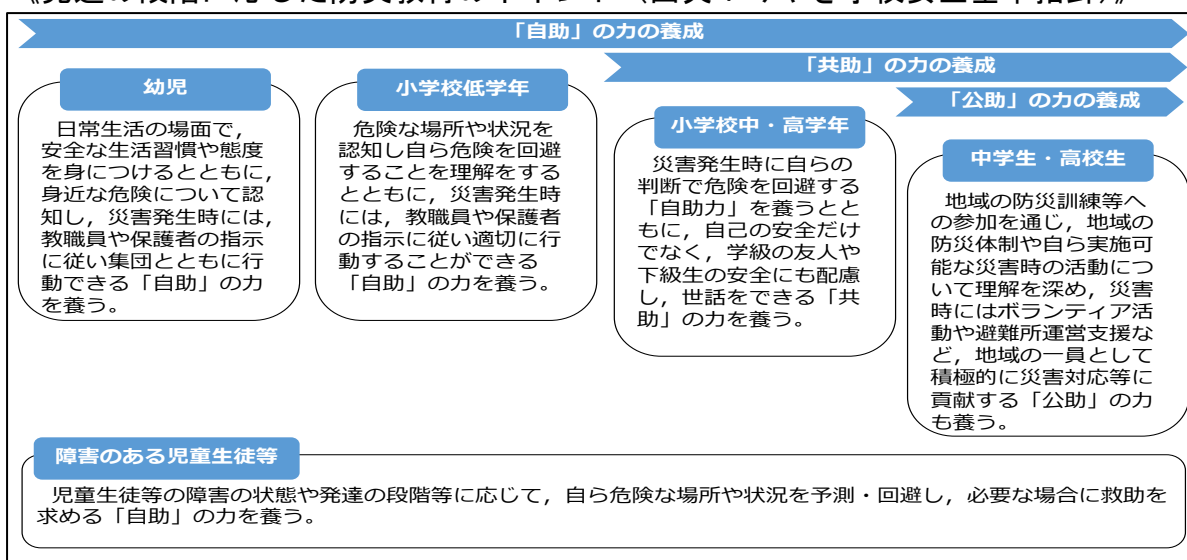 「自助」の力の養成
「共助」の力の養成
「公助」の力の養成
幼児
日常生活の場面で，
安全な生活習慣や態度
を身につけるとともに，
身近な危険について認
知し，災害発生時には，
教職員や保護者の指示
に従い集団とともに行
動できる「自助」の力
を養う。
小学校低学年
危険な場所や状況を
認知し自ら危険を回避
することを理解をする
とともに，災害発生時
には，教職員や保護者
の指示に従い適切に行
動することができる
「自助」の力を養う。
小学校中・高学年
災害発生時に自らの
判断で危険を回避する
「自助力」を養うとと
もに，自己の安全だけ
でなく，学級の友人や
下級生の安全にも配慮
し，世話をできる「共
助」の力を養う。
中学生・高校生
地域の防災訓練等へ
の参加を通じ，地域の
防災体制や自ら実施可
能な災害時の活動につ
いて理解を深め，災害
時にはボランティア活
動や避難所運営支援な
ど，地域の一員として
積極的に災害対応等に
貢献する「公助」の力
も養う。
障害のある児童生徒等
児童生徒等の障害の状態や発達の段階等に応じて，自ら危険な場所や状況を予測・回避し，必要な場合に救助を
求める「自助」の力を養う。